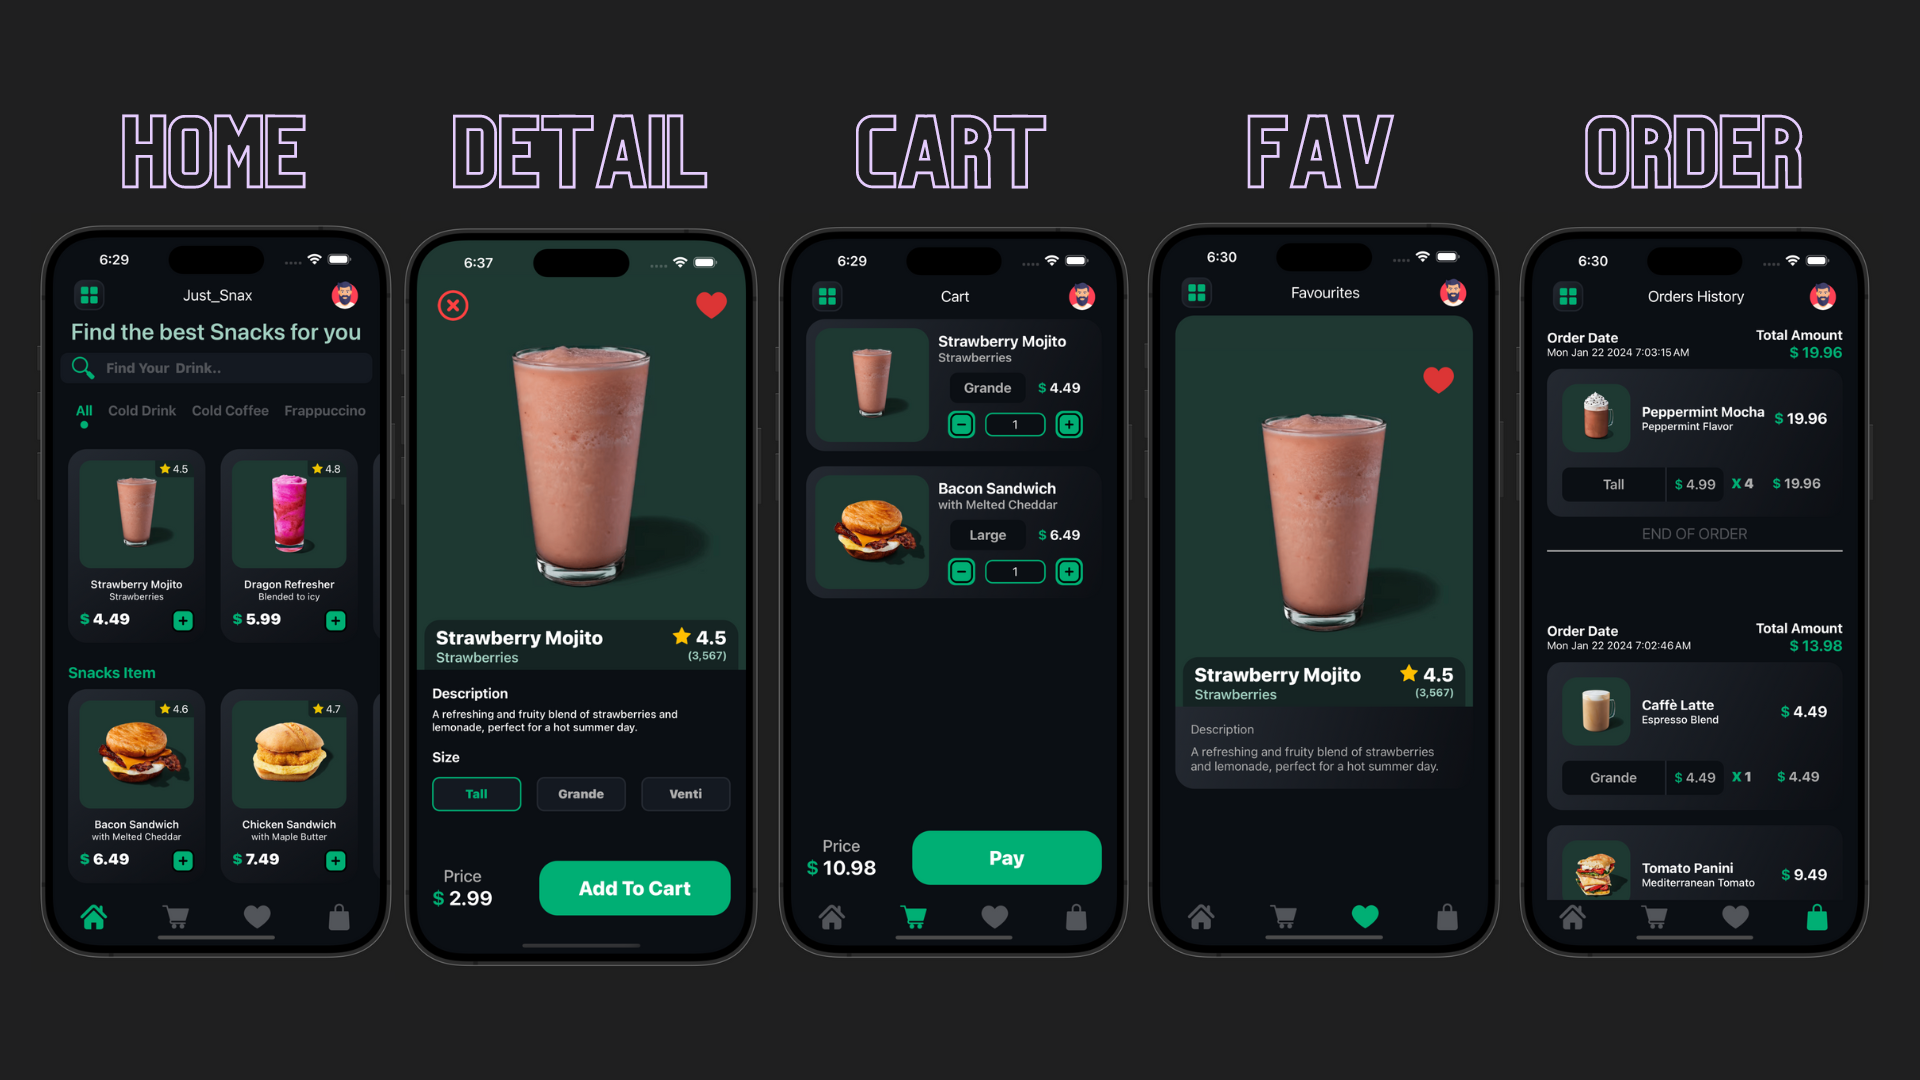 HOME
DETAIL
CART
FAV
ORDER
6:29
Just_Snax
Find the best Snacks for you
Find Your Drink..
All Cold Drink Cold Coffee Frappuccino
4.5
Strawberry Mojito
Strawberries
$ 4.49
4.8
Dragon Refresher
Blended to icy
$ 5.99
Snacks Item
4.6
Bacon Sandwich
with Melted Cheddar
$ 6.49
4.7
Chicken Sandwich
with Maple Butter
$ 7.49
6:37
Strawberry Mojito
Strawberries
4.5
(3,567)
Description
A refreshing and fruity blend of strawberries and
lemonade, perfect for a hot summer day.
Size
Tall Grande Venti
Price
$ 2.99
Add To Cart
6:29
Cart
Strawberry Mojito
Strawberries
Grande $ 4.49
1
Bacon Sandwich
with Melted Cheddar
Large $ 6.49
1
Price
$ 10.98
Pay
6:30
Favourites
Strawberry Mojito
Strawberries
4.5
(3,567)
Description
A refreshing and fruity blend of strawberries
and lemonade, perfect for a hot summer day.
6:30
Orders History
Order Date
Mon Jan 22 2024 7:03:15 AM
Total Amount
$ 19.96
Peppermint Mocha
Peppermint Flavor
$ 19.96
Tall $ 4.99 X 4 $ 19.96
END OF ORDER
Order Date
Mon Jan 22 2024 7:02:46 AM
Total Amount
$ 13.98
Caffè Latte
Espresso Blend
$ 4.49
Grande $ 4.49 X 1 $ 4.49
Tomato Panini
Mediterranean Tomato
$ 9.49